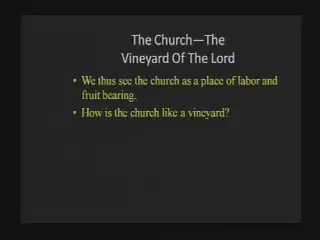 The Church—The
Vineyard Of The Lord
• We thus see the church as a place of labor and
fruit bearing.
• How is the church like a vineyard?